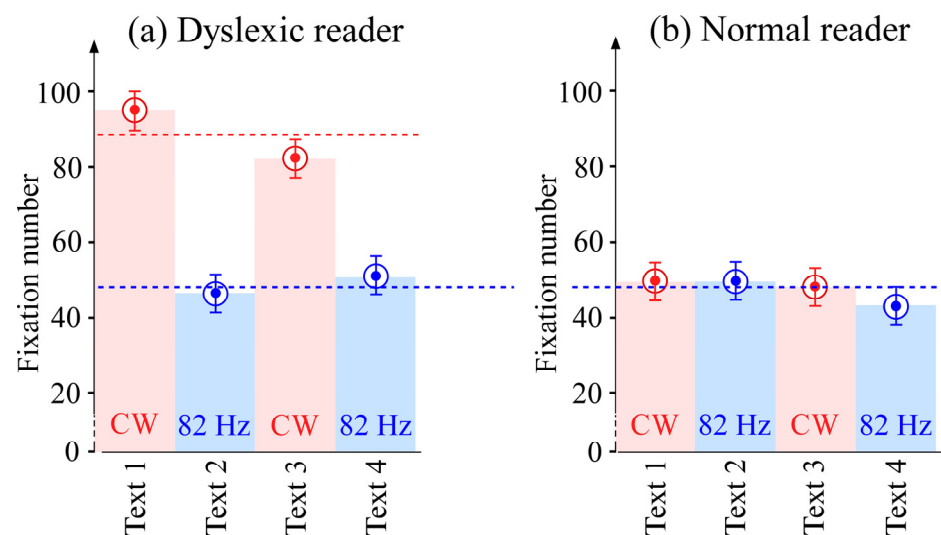 (a) Dyslexic reader
Fixation number
100
80
60
40
20
0
CW
82 Hz
CW
82 Hz
Text 1
Text 2
Text 3
Text 4
(b) Normal reader
Fixation number
100
80
60
40
20
0
CW
82 Hz
CW
82 Hz
Text 1
Text 2
Text 3
Text 4